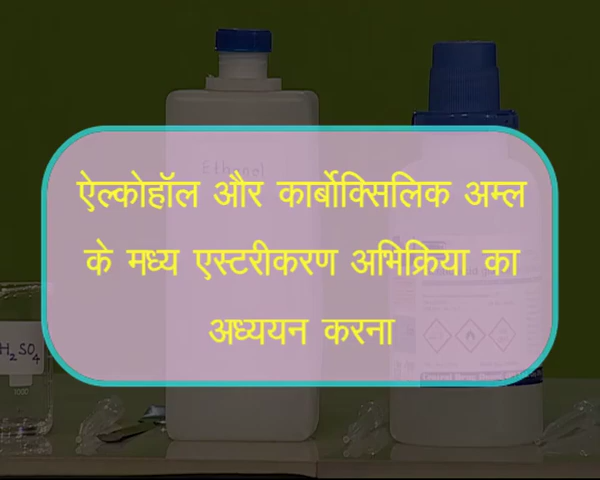 Ethanol
ऐल्कोहॉल और कार्बोक्सिलिक अम्ल
के मध्य एस्टरीकरण अभिक्रिया का
अध्ययन करना
H₂SO₄